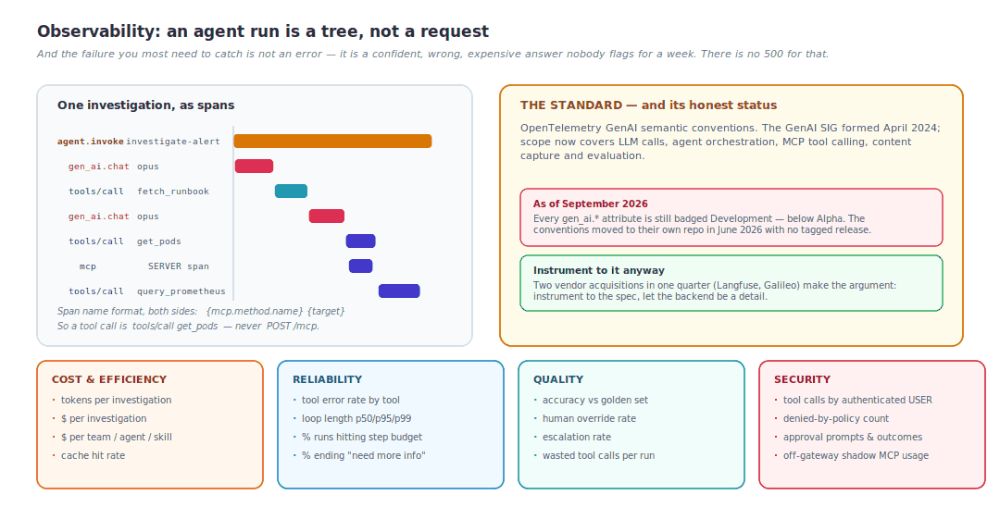 Observability: an agent run is a tree, not a request
And the failure you most need to catch is not an error — it is a confident, wrong, expensive answer nobody flags for a week. There is no 500 for that.
One investigation, as spans
agent.invoke investigate-alert
gen_ai.chat opus
tools/call fetch_runbook
gen_ai.chat opus
tools/call get_pods
mcp SERVER span
tools/call query_prometheus
Span name format, both sides: {mcp.method.name} {target}
So a tool call is tools/call get_pods — never POST /mcp.
THE STANDARD — and its honest status
OpenTelemetry GenAI semantic conventions. The GenAI SIG formed April 2024;
scope now covers LLM calls, agent orchestration, MCP tool calling, content
capture and evaluation.
As of September 2026
Every gen_ai.* attribute is still badged Development — below Alpha. The
conventions moved to their own repo in June 2026 with no tagged release.
Instrument to it anyway
Two vendor acquisitions in one quarter (Langfuse, Galileo) make the argument:
instrument to the spec, let the backend be a detail.
COST & EFFICIENCY
· tokens per investigation
· $ per investigation
· $ per team / agent / skill
· cache hit rate
RELIABILITY
· tool error rate by tool
· loop length p50/p95/p99
· % runs hitting step budget
· % ending "need more info"
QUALITY
· accuracy vs golden set
· human override rate
· escalation rate
· wasted tool calls per run
SECURITY
· tool calls by authenticated USER
· denied-by-policy count
· approval prompts & outcomes
· off-gateway shadow MCP usage